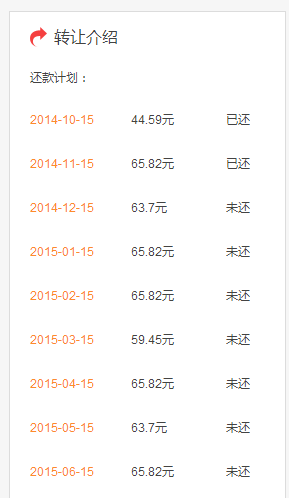 转让介绍
还款计划：
2014-10-15 44.59元 已还
2014-11-15 65.82元 已还
2014-12-15 63.7元 未还
2015-01-15 65.82元 未还
2015-02-15 65.82元 未还
2015-03-15 59.45元 未还
2015-04-15 65.82元 未还
2015-05-15 63.7元 未还
2015-06-15 65.82元 未还